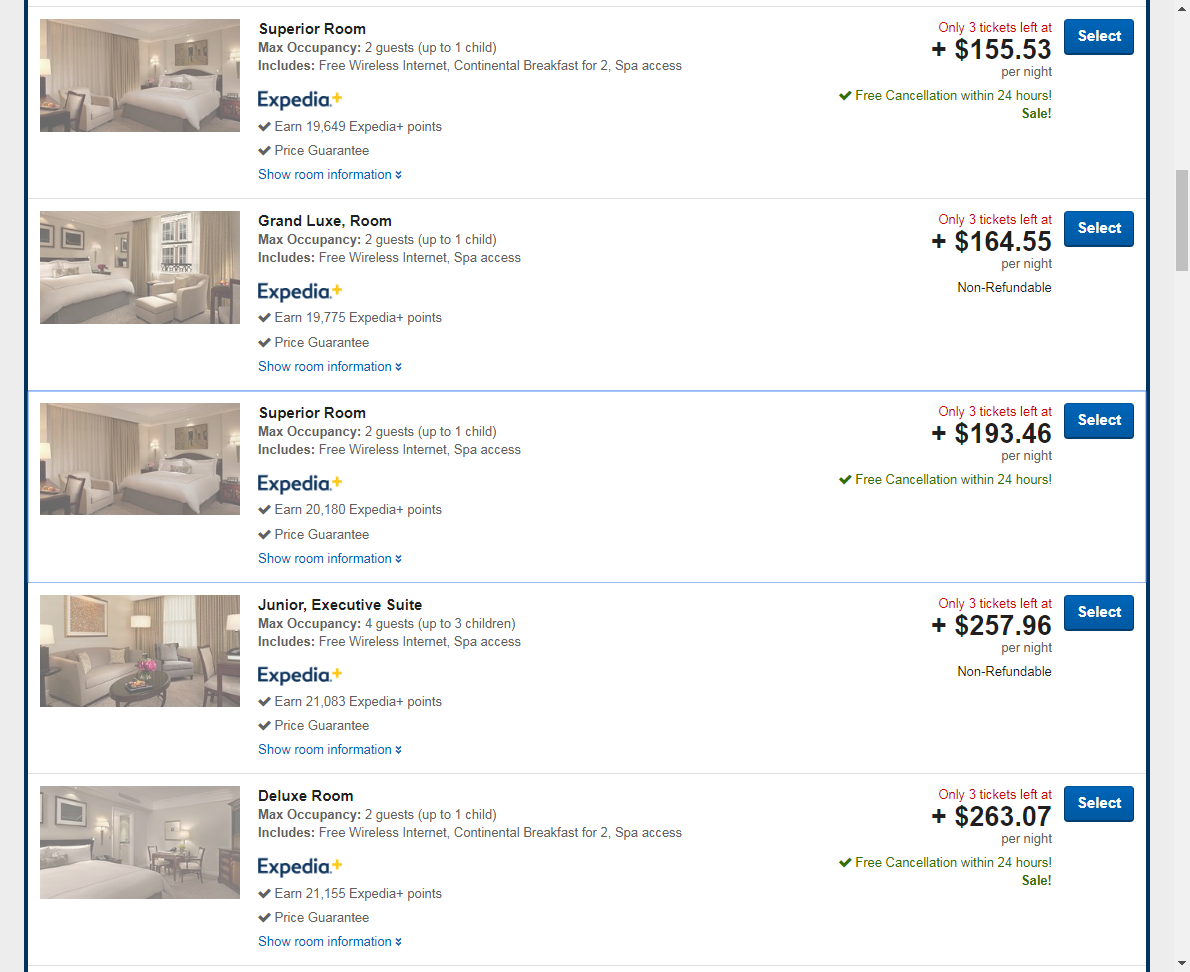 Superior Room
Max Occupancy: 2 guests (up to 1 child)
Includes: Free Wireless Internet, Continental Breakfast for 2, Spa access
Expedia+
Earn 19,649 Expedia+ points
Price Guarantee
Show room information
Only 3 tickets left at
+ $155.53
per night
Free Cancellation within 24 hours!
Sale!
Select
Grand Luxe, Room
Max Occupancy: 2 guests (up to 1 child)
Includes: Free Wireless Internet, Spa access
Expedia+
Earn 19,775 Expedia+ points
Price Guarantee
Show room information
Only 3 tickets left at
+ $164.55
per night
Non-Refundable
Select
Superior Room
Max Occupancy: 2 guests (up to 1 child)
Includes: Free Wireless Internet, Spa access
Expedia+
Earn 20,180 Expedia+ points
Price Guarantee
Show room information
Only 3 tickets left at
+ $193.46
per night
Free Cancellation within 24 hours!
Select
Junior, Executive Suite
Max Occupancy: 4 guests (up to 3 children)
Includes: Free Wireless Internet, Spa access
Expedia+
Earn 21,083 Expedia+ points
Price Guarantee
Show room information
Only 3 tickets left at
+ $257.96
per night
Non-Refundable
Select
Deluxe Room
Max Occupancy: 2 guests (up to 1 child)
Includes: Free Wireless Internet, Continental Breakfast for 2, Spa access
Expedia+
Earn 21,155 Expedia+ points
Price Guarantee
Show room information
Only 3 tickets left at
+ $263.07
per night
Free Cancellation within 24 hours!
Sale!
Select